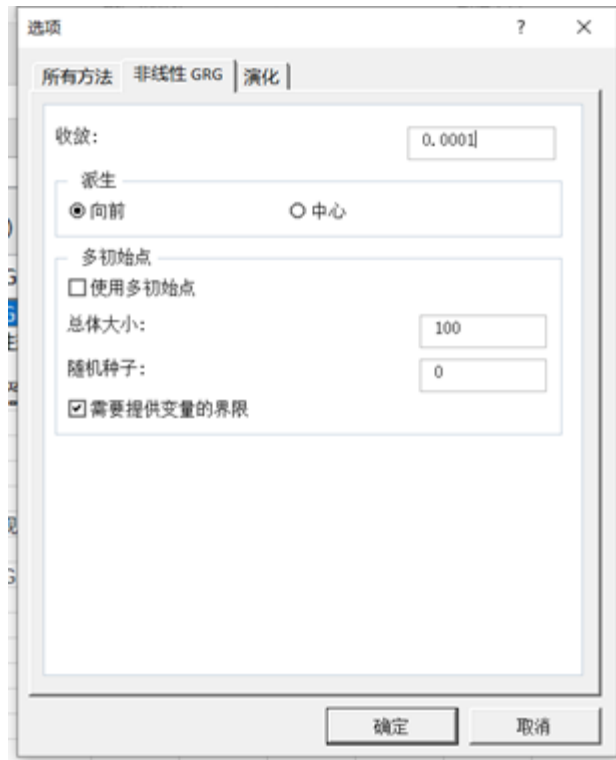 选项
?
所有方法 非线性 GRG 演化
收敛: 0.0001
派生
向前 中心
多初始点
使用多初始点
总体大小: 100
随机种子: 0
需要提供变量的界限
确定 取消